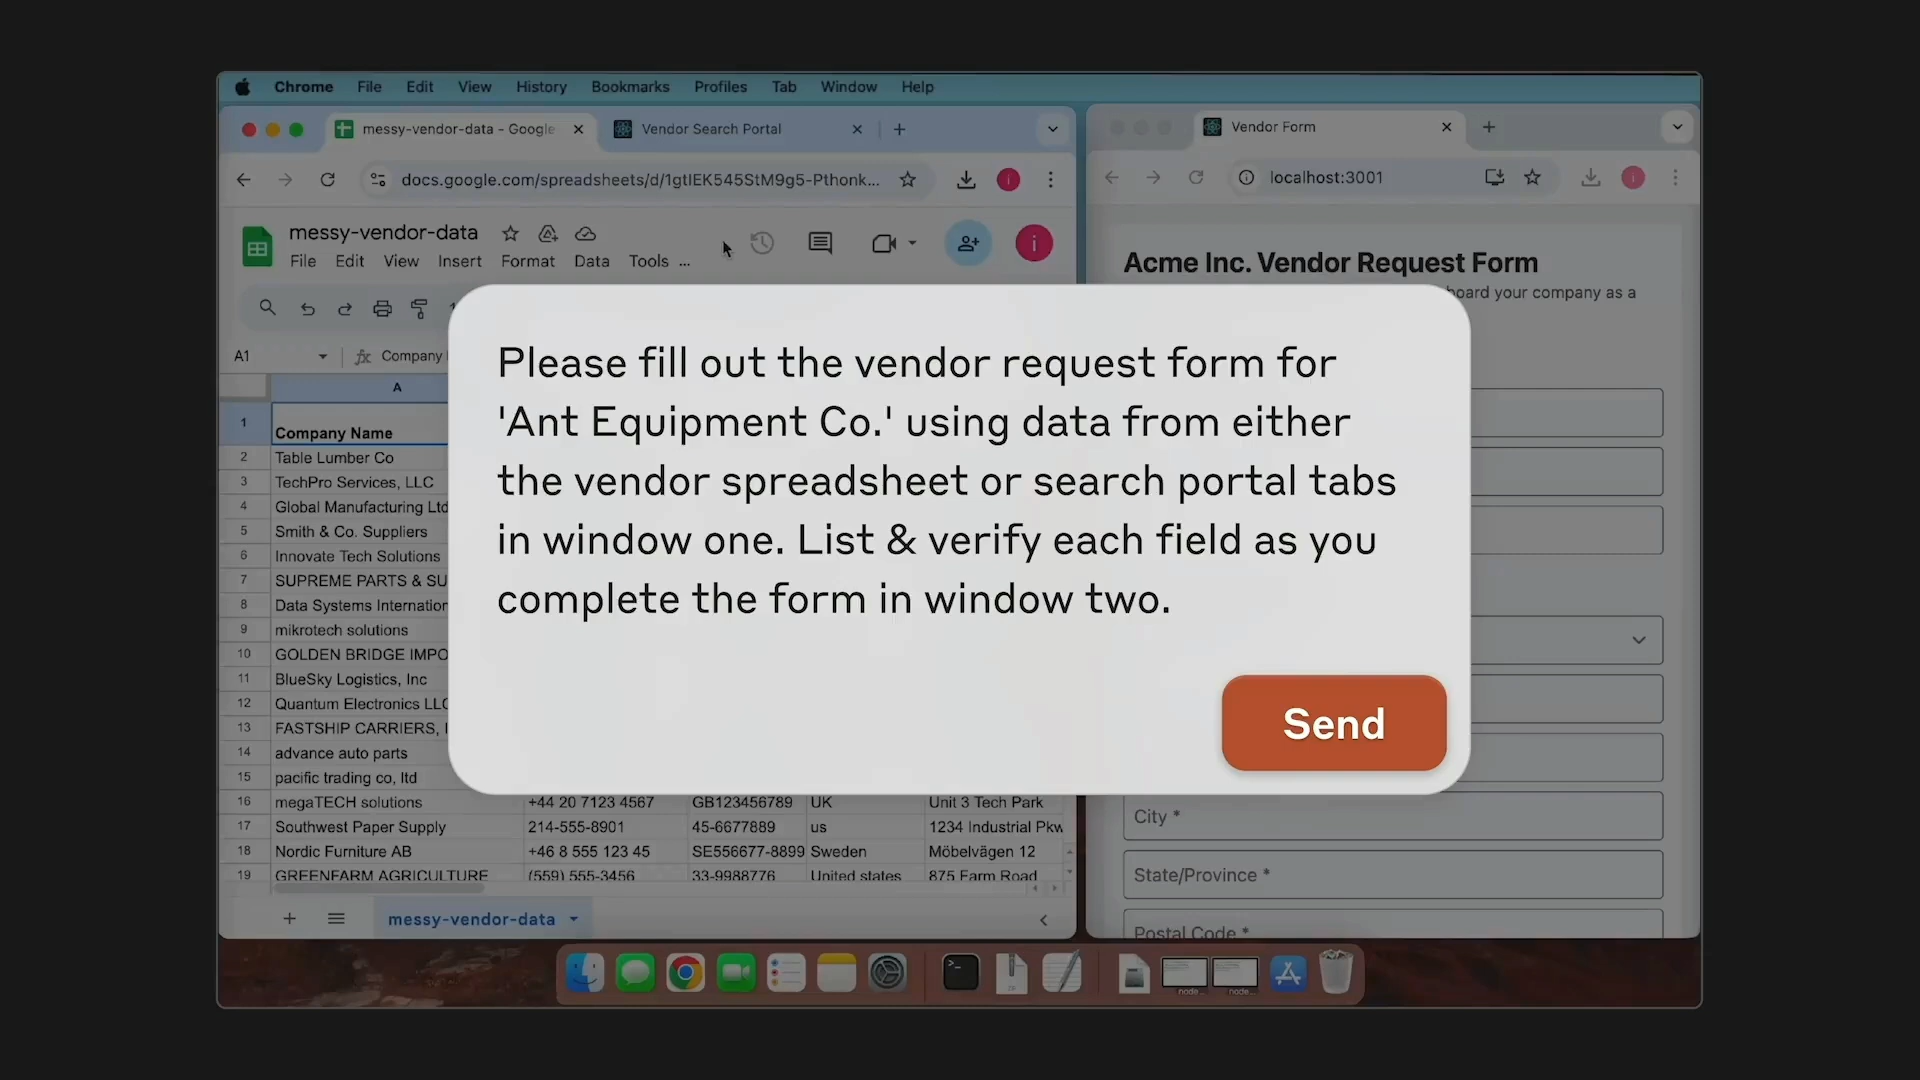 Chrome File Edit View History Bookmarks Profiles Tab Window Help
messy-vendor-data - Google
Vendor Search Portal
Vendor Form
docs.google.com/spreadsheets/d/1gtIEK545StM9g5-Pthonk...
i
localhost:3001
i
messy-vendor-data
i
File Edit View Insert Format Data Tools ...
Acme Inc. Vendor Request Form
board your company as a
A1
fx Company
Please fill out the vendor request form for
'Ant Equipment Co.' using data from either
the vendor spreadsheet or search portal tabs
in window one. List & verify each field as you
complete the form in window two.
Send
A
1 Company Name
2 Table Lumber Co
3 TechPro Services, LLC
4 Global Manufacturing Ltd
5 Smith & Co. Suppliers
6 Innovate Tech Solutions
7 SUPREME PARTS & SU
8 Data Systems Internation
9 mikrotech solutions
10 GOLDEN BRIDGE IMPO
11 BlueSky Logistics, Inc
12 Quantum Electronics LLC
13 FASTSHIP CARRIERS, I
14 advance auto parts
15 pacific trading co, ltd
16 megaTECH solutions +44 20 7123 4567 GB123456789 UK Unit 3 Tech Park
17 Southwest Paper Supply 214-555-8901 45-6677889 us 1234 Industrial Pkw
18 Nordic Furniture AB +46 8 555 123 45 SE556677-8899 Sweden Möbelvägen 12
19 GREENFARM AGRICULTURE (559) 555-3456 33-9988776 United states 875 Farm Road
City *
State/Province *
Postal Code *
messy-vendor-data
node...
node...